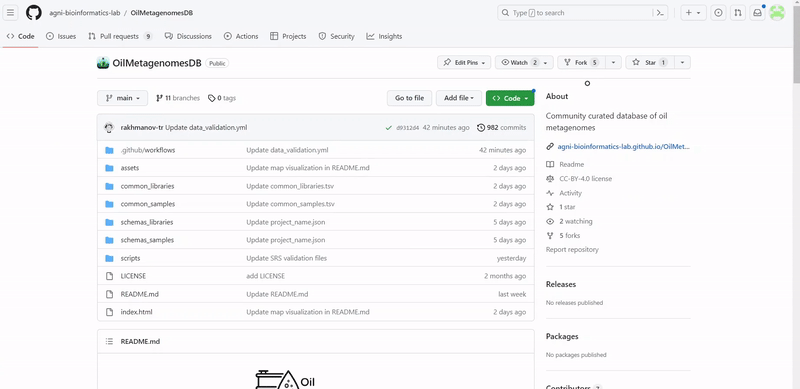 agni-bioinformatics-lab / OilMetagenomesDB
Type / to search
Code Issues Pull requests 9 Discussions Actions Projects Security Insights
OilMetagenomesDB Public
Edit Pins Watch 2 Fork 5 Star 1
main 11 branches 0 tags Go to file Add file Code
rakhmanov-tr Update data_validation.yml d9312d4 42 minutes ago 982 commits
.github/workflows Update data_validation.yml 42 minutes ago
assets Update map visualization in README.md 2 days ago
common_libraries Update common_libraries.tsv 2 days ago
common_samples Update common_samples.tsv 2 days ago
schemas_libraries Update project_name.json 5 days ago
schemas_samples Update project_name.json 5 days ago
scripts Update SRS validation files yesterday
LICENSE add LICENSE 2 months ago
README.md Update README.md last week
index.html Update map visualization in README.md 2 days ago
README.md
Oil
About
Community curated database of oil
metagenomes
agni-bioinformatics-lab.github.io/OilMet...
Readme
CC-BY-4.0 license
Activity
1 star
2 watching
5 forks
Report repository
Releases
No releases published
Packages
No packages published
Contributors 7